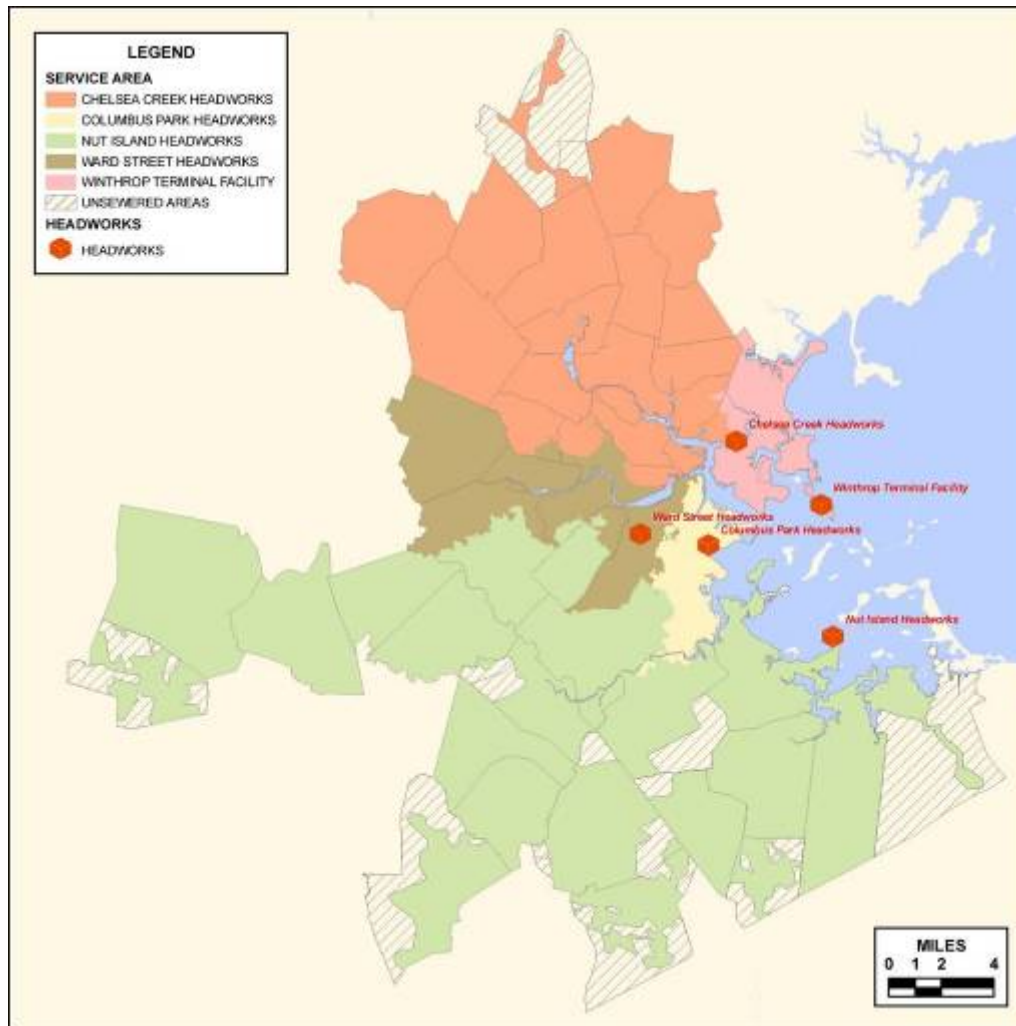 LEGEND
SERVICE AREA
CHELSEA CREEK HEADWORKS
COLUMBUS PARK HEADWORKS
NUT ISLAND HEADWORKS
WARD STREET HEADWORKS
WINTHROP TERMINAL FACILITY
UNSEWERED AREAS
HEADWORKS
HEADWORKS
Chelsea Creek Headworks
Winthrop Terminal Facility
Ward Street Headworks
Columbus Park Headworks
Nut Island Headworks
MILES
0 1 2 4